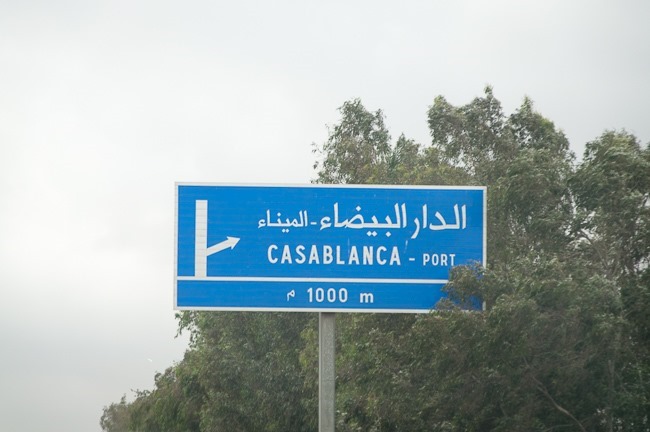 الدار البيضاء - الميناء
CASABLANCA - PORT
1000 m م